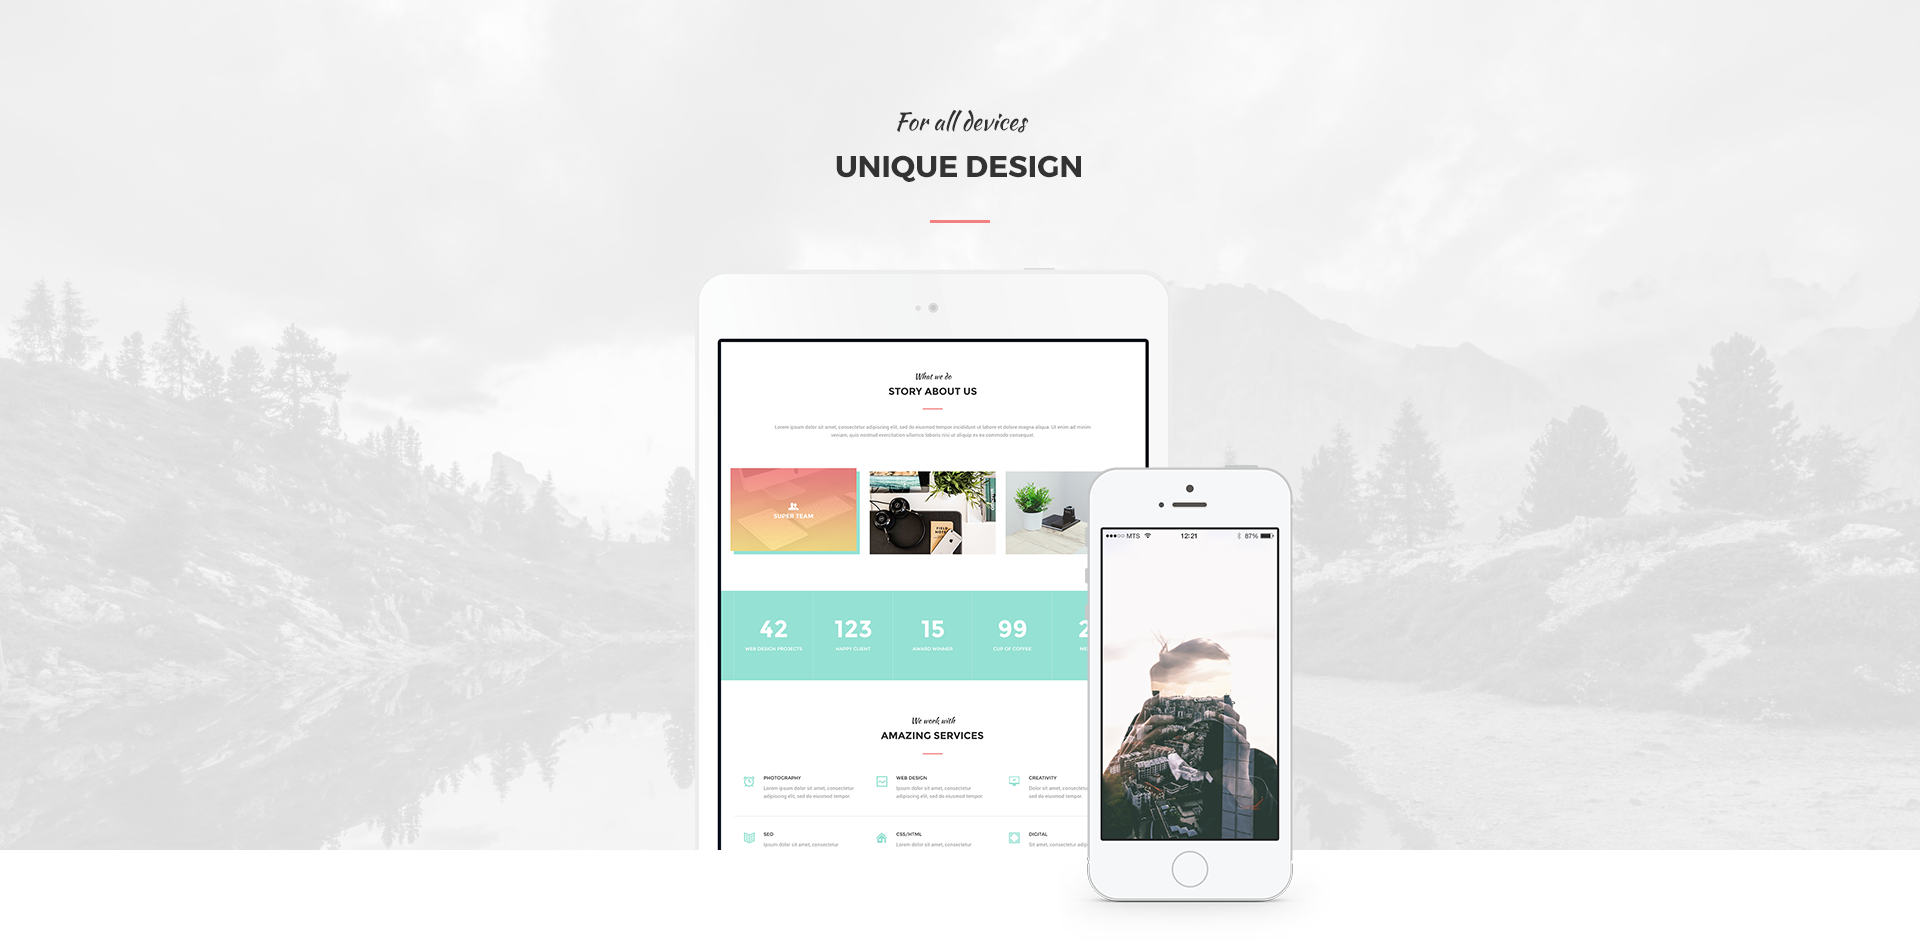 For all devices
UNIQUE DESIGN
What we do
STORY ABOUT US
Lorem ipsum dolor sit amet, consectetur adipiscing elit, sed do eiusmod tempor incididunt ut labore et dolore magna aliqua. Ut enim ad minim
veniam, quis nostrud exercitation ullamco laboris nisi ut aliquip ex ea commodo consequat.
SUPER TEAM
FIELD
42
123
15
99
2
WEB DESIGN PROJECTS
HAPPY CLIENT
AWARD WINNER
CUP OF COFFEE
ME
MTS
12:21
87%
We work with
AMAZING SERVICES
PHOTOGRAPHY
Lorem ipsum dolor sit amet, consectetur
adipiscing elit, sed do eiusmod tempor.
WEB DESIGN
Ipsum dolor sit amet, consectetur
adipiscing elit, sed do eiusmod tempor.
CREATIVITY
Dolor sit amet, consectetu
sed do eiusmod tempor.
SEO
Ipsum dolor sit amet, consectetur
CSS/HTML
Lorem dolor sit amet, consectetur
DIGITAL
Sit amet, consectetur adip